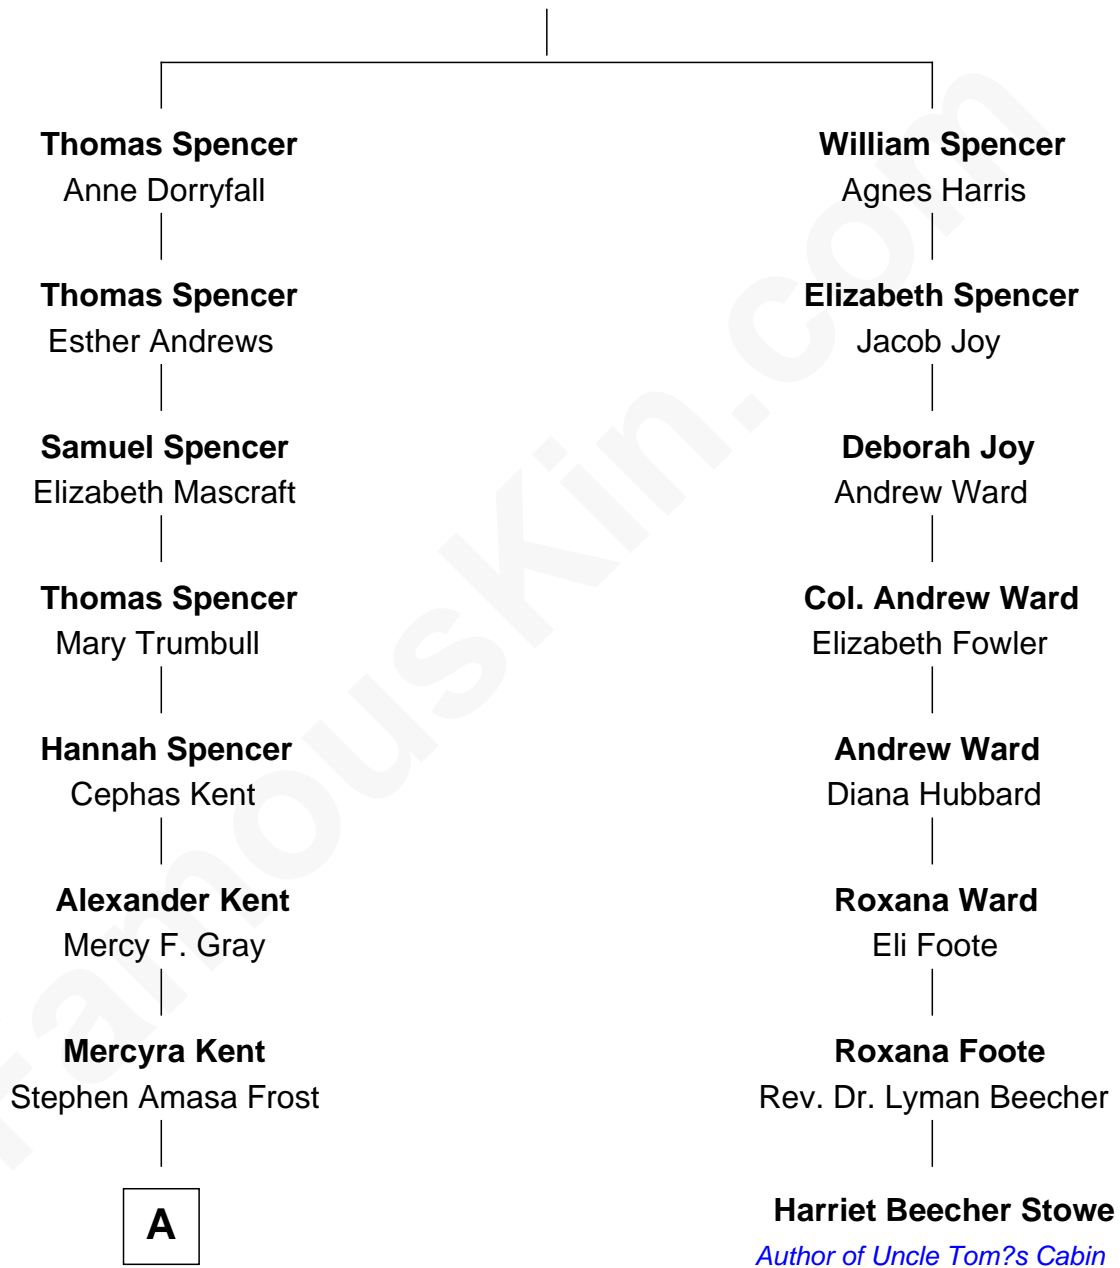 Thomas Spencer
Anne Dorryfall
Thomas Spencer
Esther Andrews
Samuel Spencer
Elizabeth Mascraft
Thomas Spencer
Mary Trumbull
Hannah Spencer
Cephas Kent
Alexander Kent
Mercy F. Gray
Mercyra Kent
Stephen Amasa Frost
A
William Spencer
Agnes Harris
Elizabeth Spencer
Jacob Joy
Deborah Joy
Andrew Ward
Col. Andrew Ward
Elizabeth Fowler
Andrew Ward
Diana Hubbard
Roxana Ward
Eli Foote
Roxana Foote
Rev. Dr. Lyman Beecher
Harriet Beecher Stowe
Author of Uncle Tom?s Cabin
FamousKin.com